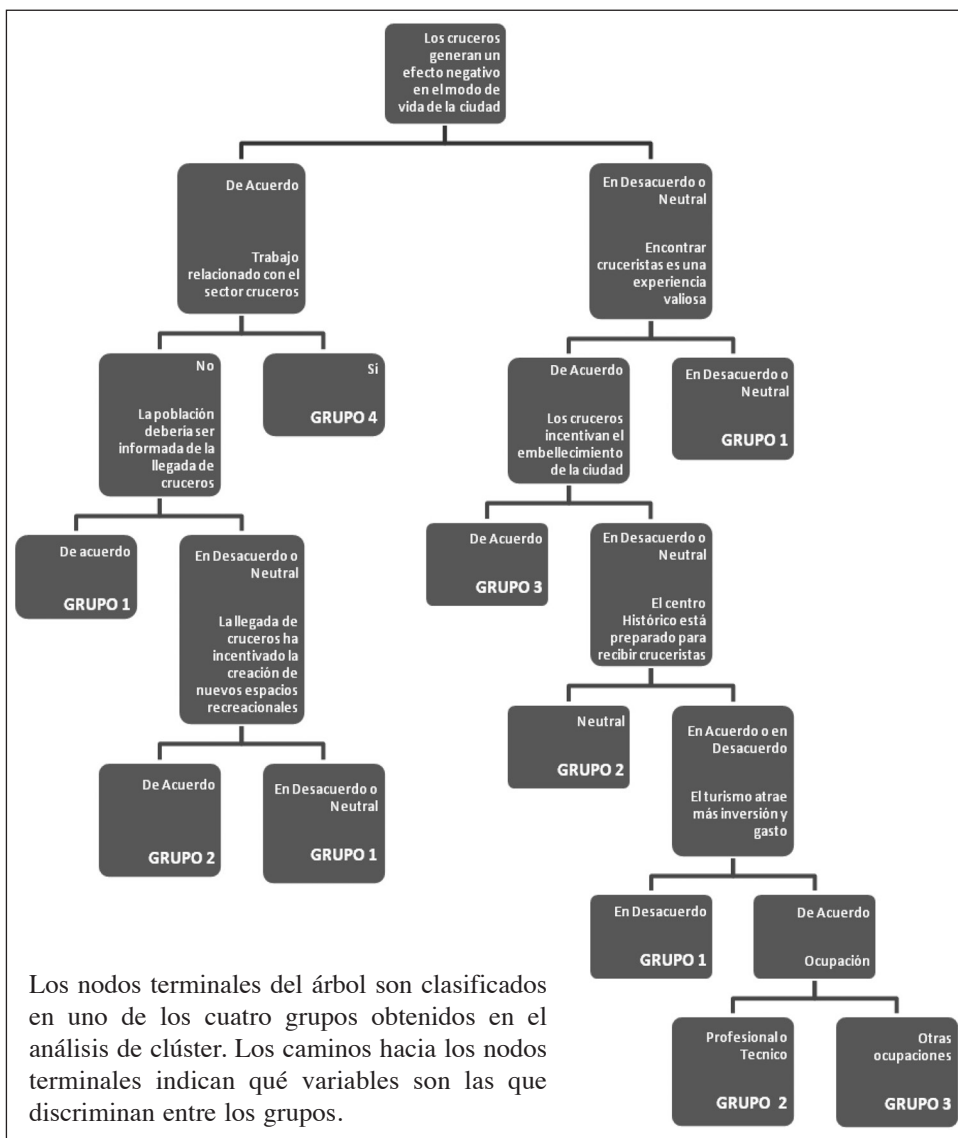 Los cruceros
generan un
efecto negativo
en el modo de
vida de la ciudad
De Acuerdo
Trabajo
relacionado con el
sector cruceros
En Desacuerdo o
Neutral
Encontrar
cruceristas es una
experiencia
valiosa
No
La población
deberia ser
informada de la
llegada de
cruceros
Si
GRUPO 4
De Acuerdo
Los cruceros
incentivan el
embellecimiento
de la ciudad
En Desacuerdo o
Neutral
GRUPO 1
De acuerdo
GRUPO 1
En Desacuerdo o
Neutral
La llegada de
cruceros ha
incentivado la
creación de
nuevos espacios
recreacionales
De Acuerdo
GRUPO 3
En Desacuerdo o
Neutral
El centro
Histórico está
preparado para
recibir cruceristas
De Acuerdo
GRUPO 2
En Desacuerdo o
Neutral
GRUPO 1
Neutral
GRUPO 2
En Acuerdo o en
Desacuerdo
El turismo atrae
más inversión y
gasto
En Desacuerdo
GRUPO 1
De Acuerdo
Ocupación
Profesional o
Tecnico
GRUPO 2
Otras
ocupaciones
GRUPO 3
Los nodos terminales del árbol son clasificados
en uno de los cuatro grupos obtenidos en el
análisis de clúster. Los caminos hacia los nodos
terminales indican qué variables son las que
discriminan entre los grupos.